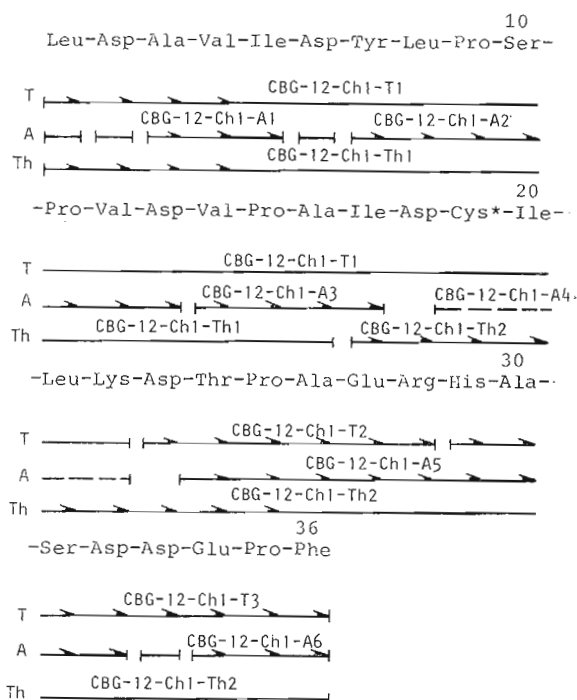 10
Leu-Asp-Ala-Val-Ile-Asp-Tyr-Leu-Pro-Ser-
T CBG-12-Ch1-T1
A CBG-12-Ch1-A1 CBG-12-Ch1-A2
Th CBG-12-Ch1-Th1
20
-Pro-Val-Asp-Val-Pro-Ala-Ile-Asp-Cys*-Ile-
T CBG-12-Ch1-T1
A CBG-12-Ch1-A3 CBG-12-Ch1-A4
Th CBG-12-Ch1-Th1 CBG-12-Ch1-Th2
30
-Leu-Lys-Asp-Thr-Pro-Ala-Glu-Arg-His-Ala-
T CBG-12-Ch1-T2
A CBG-12-Ch1-A5
Th CBG-12-Ch1-Th2
36
-Ser-Asp-Asp-Glu-Pro-Phe
T CBG-12-Ch1-T3
A CBG-12-Ch1-A6
Th CBG-12-Ch1-Th2